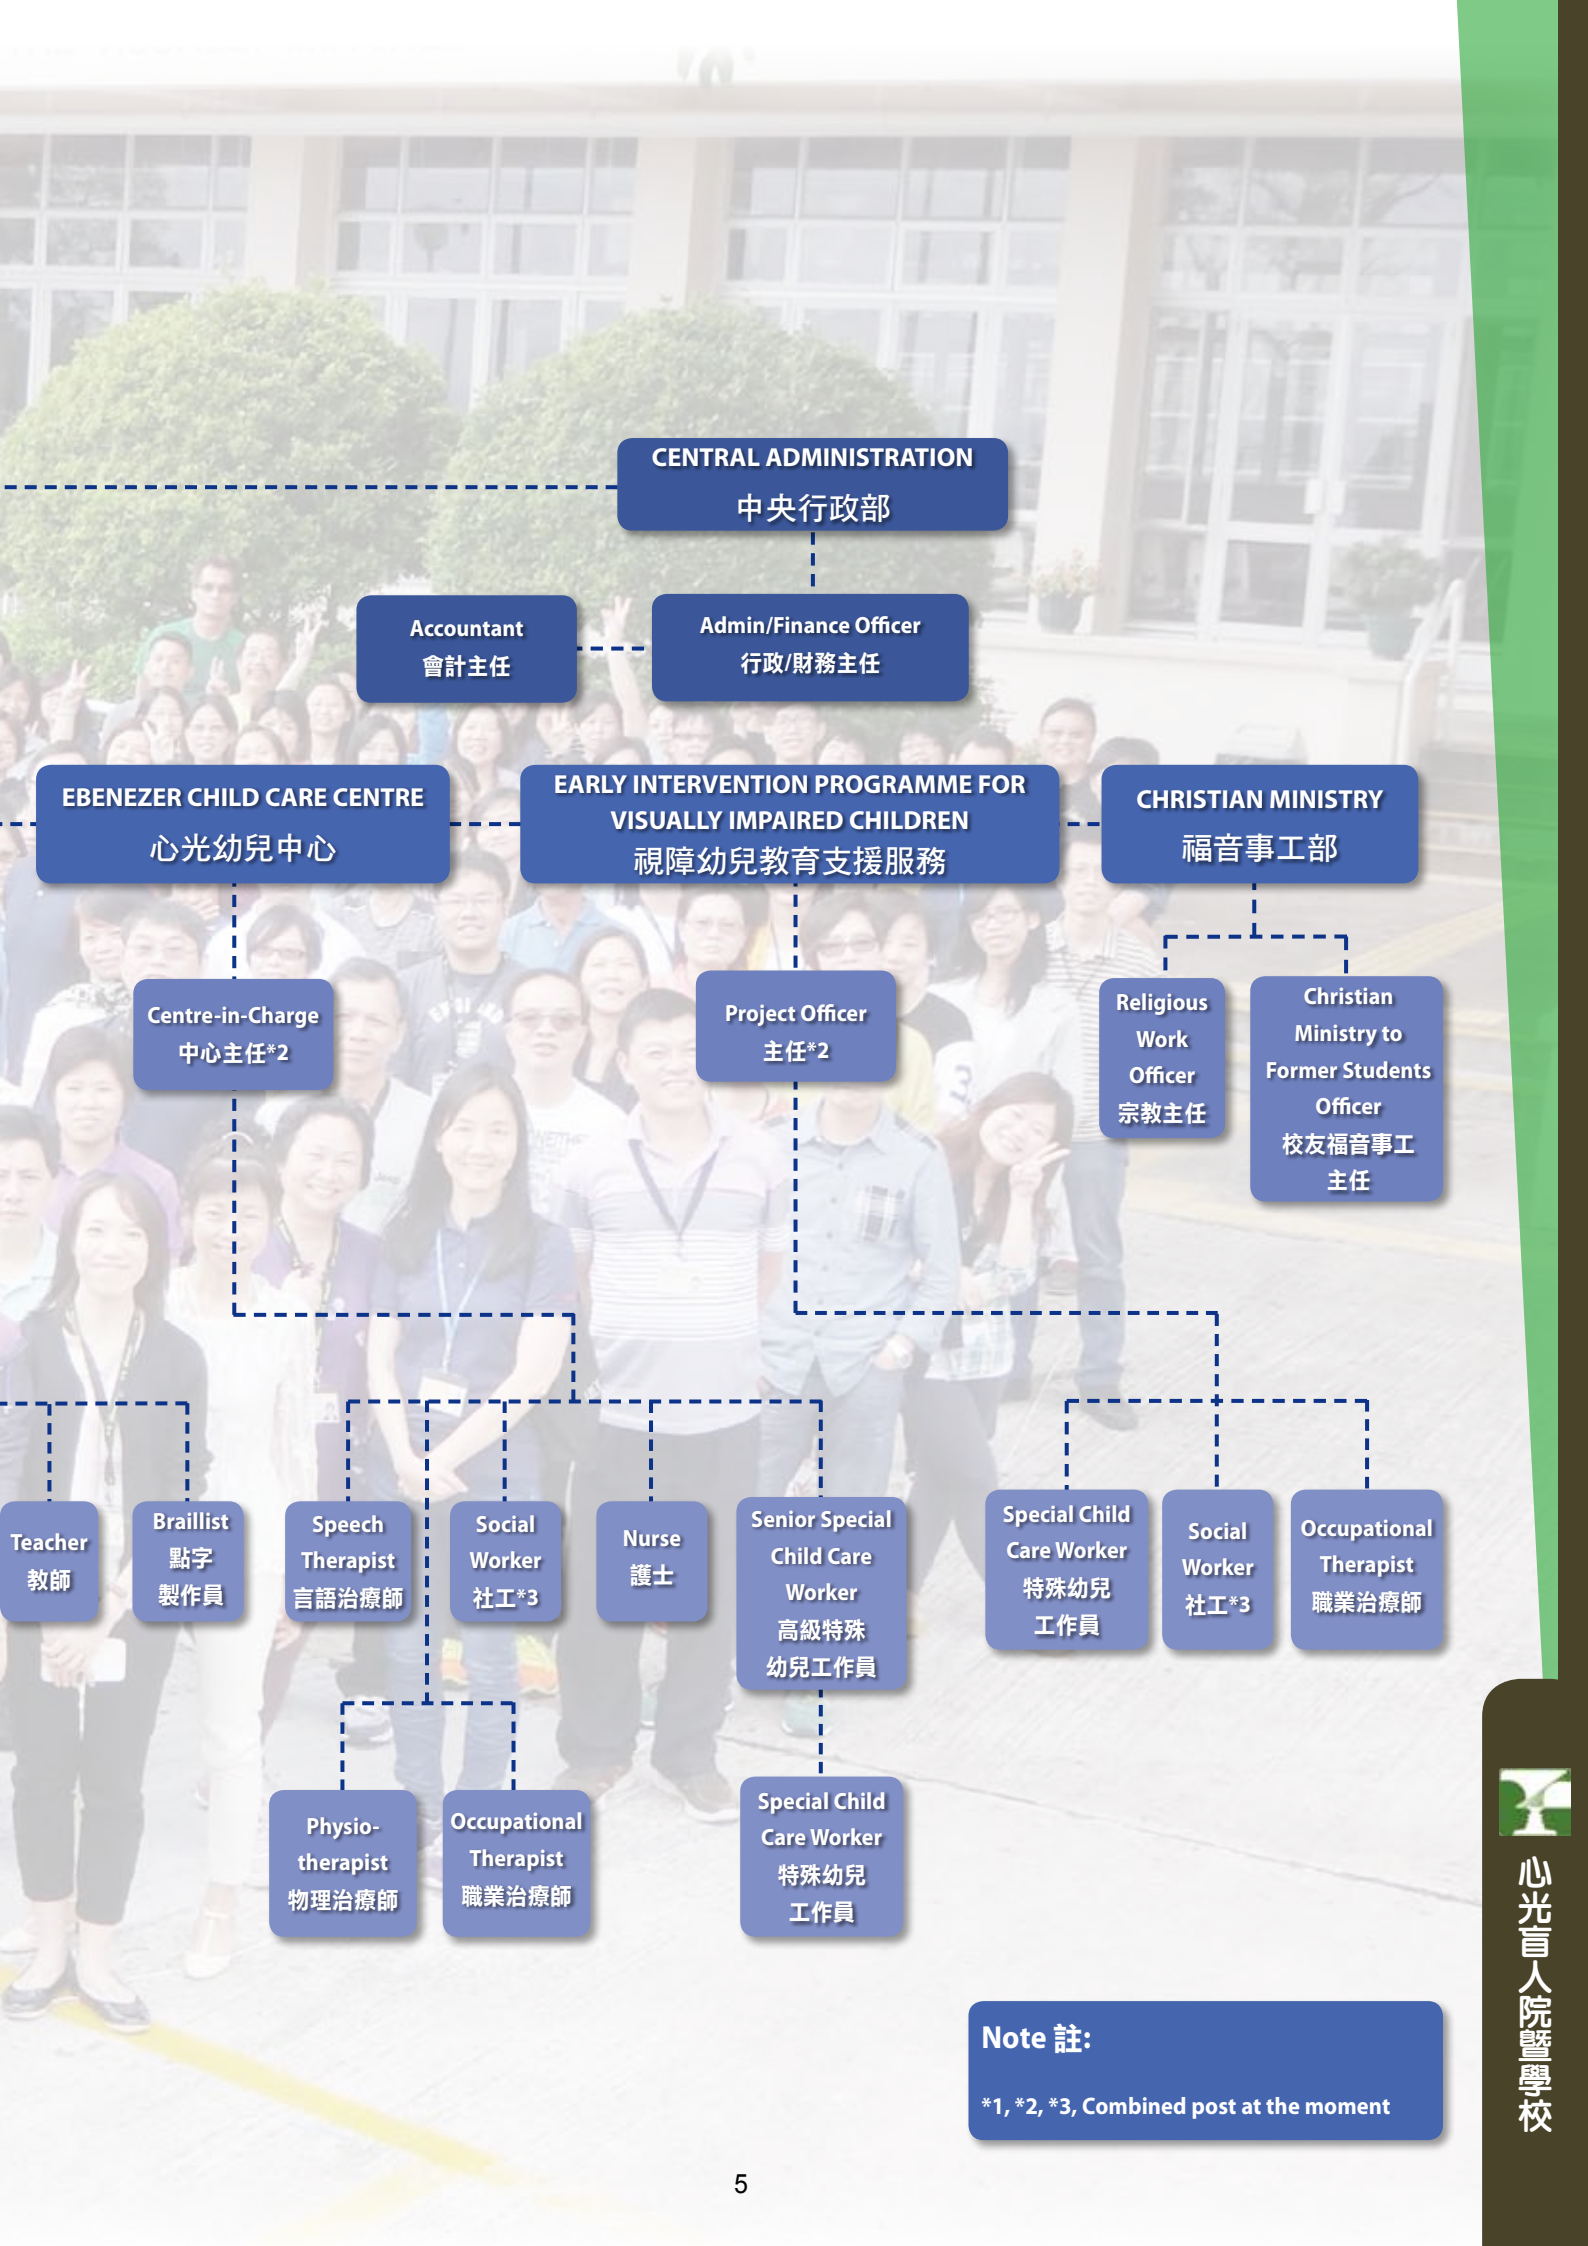 CENTRAL ADMINISTRATION
中央行政部
Accountant
會計主任
Admin/Finance Officer
行政/財務主任
EBENEZER CHILD CARE CENTRE
心光幼兒中心
EARLY INTERVENTION PROGRAMME FOR
VISUALLY IMPAIRED CHILDREN
視障幼兒教育支援服務
CHRISTIAN MINISTRY
福音事工部
Centre-in-Charge
中心主任*2
Project Officer
主任*2
Religious
Work
Officer
宗教主任
Christian
Ministry to
Former Students
Officer
校友福音事工
主任
Teacher
教師
Braillist
點字
製作員
Speech
Therapist
言語治療師
Social
Worker
社工*3
Nurse
護士
Senior Special
Child Care
Worker
高級特殊
幼兒工作員
Special Child
Care Worker
特殊幼兒
工作員
Social
Worker
社工*3
Occupational
Therapist
職業治療師
Physio-
therapist
物理治療師
Occupational
Therapist
職業治療師
Special Child
Care Worker
特殊幼兒
工作員
Note 註:
*1, *2, *3, Combined post at the moment
心光盲人院暨學校
5